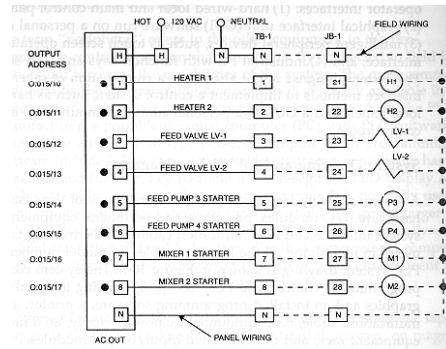 HOT 120 VAC NEUTRAL
FIELD WIRING
TB-1 JB-1
OUTPUT ADDRESS
H H N N
O:015/10 1 HEATER 1 1 21 H1
O:015/11 2 HEATER 2 2 22 H2
LV-1
O:015/12 3 FEED VALVE LV-1 3 23
LV-2
O:015/13 4 FEED VALVE LV-2 4 24
O:015/14 5 FEED PUMP 3 STARTER 5 25 P3
O:015/15 6 FEED PUMP 4 STARTER 6 26 P4
O:015/16 7 MIXER 1 STARTER 7 27 M1
O:015/17 8 MIXER 2 STARTER 8 28 M2
N N N
AC OUT PANEL WIRING